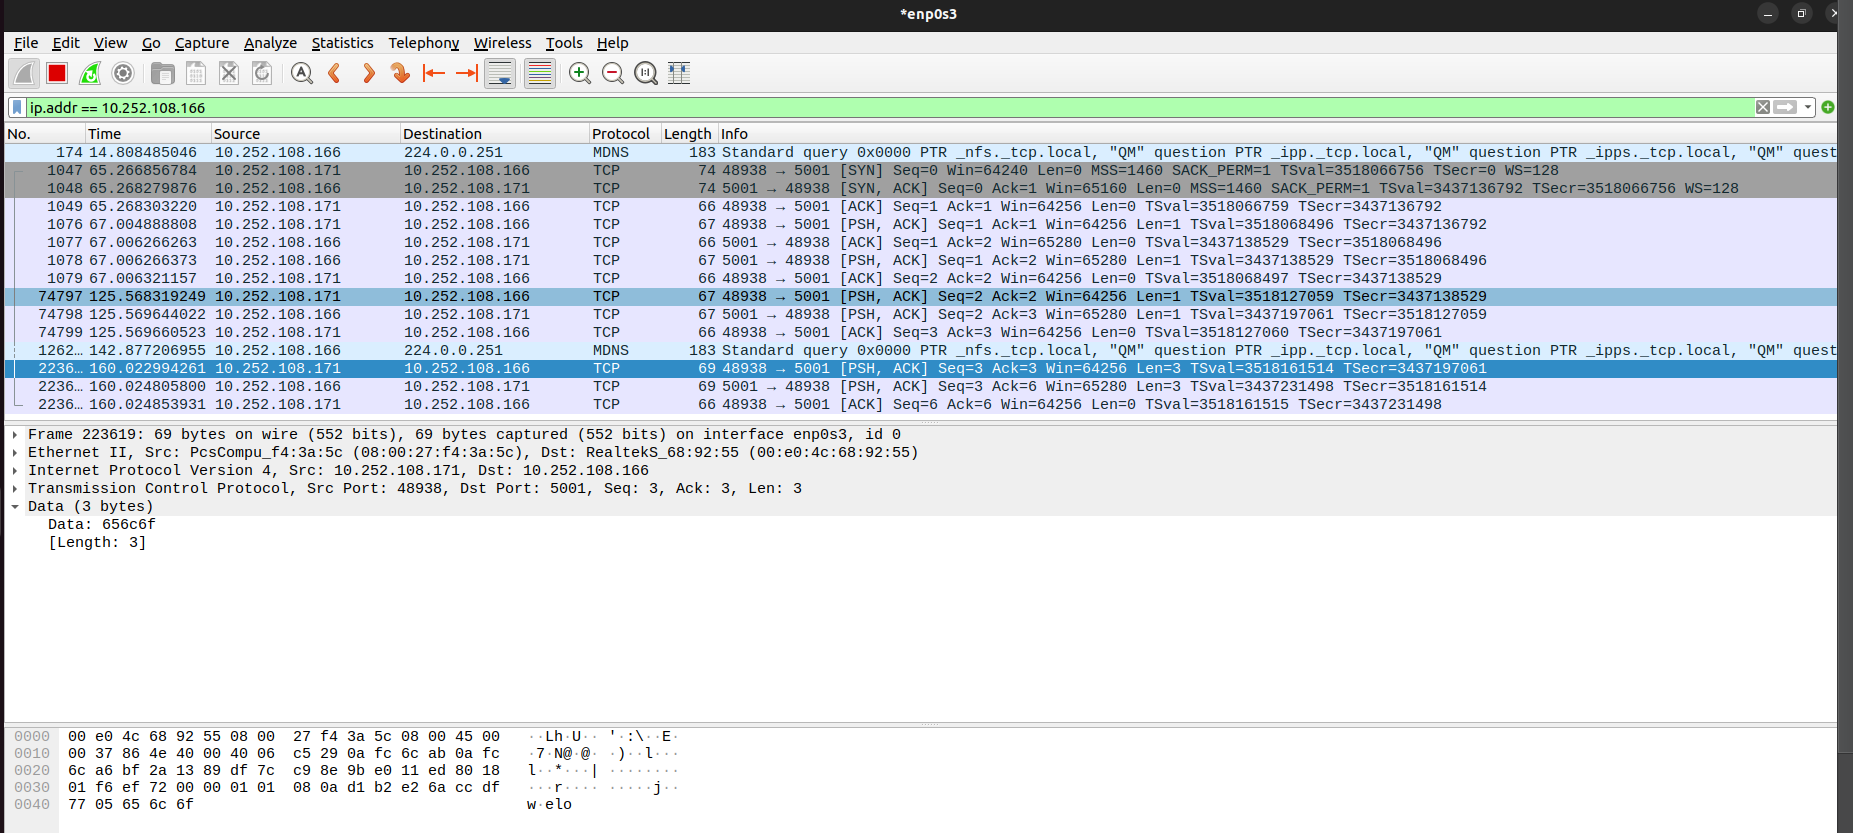 *enp0s3
File Edit View Go Capture Analyze Statistics Telephony Wireless Tools Help
ip.addr == 10.252.108.166
No. Time Source Destination Protocol Length Info
174 14.808485046 10.252.108.166 224.0.0.251 MDNS 183 Standard query 0x0000 PTR _nfs._tcp.local, "QM" question PTR _ipp._tcp.local, "QM" question PTR _ipps._tcp.local, "QM" quest
1047 65.266856784 10.252.108.171 10.252.108.166 TCP 74 48938 → 5001 [SYN] Seq=0 Win=64240 Len=0 MSS=1460 SACK_PERM=1 TSval=3518066756 TSecr=0 WS=128
1048 65.268279876 10.252.108.166 10.252.108.171 TCP 74 5001 → 48938 [SYN, ACK] Seq=0 Ack=1 Win=65160 Len=0 MSS=1460 SACK_PERM=1 TSval=3437136792 TSecr=3518066756 WS=128
1049 65.268303220 10.252.108.171 10.252.108.166 TCP 66 48938 → 5001 [ACK] Seq=1 Ack=1 Win=64256 Len=0 TSval=3518066759 TSecr=3437136792
1076 67.004888808 10.252.108.171 10.252.108.166 TCP 67 48938 → 5001 [PSH, ACK] Seq=1 Ack=1 Win=64256 Len=1 TSval=3518068496 TSecr=3437136792
1077 67.006266263 10.252.108.166 10.252.108.171 TCP 66 5001 → 48938 [ACK] Seq=1 Ack=2 Win=65280 Len=0 TSval=3437138529 TSecr=3518068496
1078 67.006266373 10.252.108.166 10.252.108.171 TCP 67 5001 → 48938 [PSH, ACK] Seq=1 Ack=2 Win=65280 Len=1 TSval=3437138529 TSecr=3518068496
1079 67.006321157 10.252.108.171 10.252.108.166 TCP 66 48938 → 5001 [ACK] Seq=2 Ack=2 Win=64256 Len=0 TSval=3518068497 TSecr=3437138529
74797 125.568319249 10.252.108.171 10.252.108.166 TCP 67 48938 → 5001 [PSH, ACK] Seq=2 Ack=2 Win=64256 Len=1 TSval=3518127059 TSecr=3437138529
74798 125.569644022 10.252.108.166 10.252.108.171 TCP 67 5001 → 48938 [PSH, ACK] Seq=2 Ack=3 Win=65280 Len=1 TSval=3437197061 TSecr=3518127059
74799 125.569660523 10.252.108.171 10.252.108.166 TCP 66 48938 → 5001 [ACK] Seq=3 Ack=3 Win=64256 Len=0 TSval=3518127060 TSecr=3437197061
1262… 142.877206955 10.252.108.166 224.0.0.251 MDNS 183 Standard query 0x0000 PTR _nfs._tcp.local, "QM" question PTR _ipp._tcp.local, "QM" question PTR _ipps._tcp.local, "QM" quest
2236… 160.022994261 10.252.108.171 10.252.108.166 TCP 69 48938 → 5001 [PSH, ACK] Seq=3 Ack=3 Win=64256 Len=3 TSval=3518161514 TSecr=3437197061
2236… 160.024805800 10.252.108.166 10.252.108.171 TCP 69 5001 → 48938 [PSH, ACK] Seq=3 Ack=6 Win=65280 Len=3 TSval=3437231498 TSecr=3518161514
2236… 160.024853931 10.252.108.171 10.252.108.166 TCP 66 48938 → 5001 [ACK] Seq=6 Ack=6 Win=64256 Len=0 TSval=3518161515 TSecr=3437231498
Frame 223619: 69 bytes on wire (552 bits), 69 bytes captured (552 bits) on interface enp0s3, id 0
Ethernet II, Src: PcsCompu_f4:3a:5c (08:00:27:f4:3a:5c), Dst: RealtekS_68:92:55 (00:e0:4c:68:92:55)
Internet Protocol Version 4, Src: 10.252.108.171, Dst: 10.252.108.166
Transmission Control Protocol, Src Port: 48938, Dst Port: 5001, Seq: 3, Ack: 3, Len: 3
Data (3 bytes)
Data: 656c6f
[Length: 3]
0000 00 e0 4c 68 92 55 08 00 27 f4 3a 5c 08 00 45 00 ··Lh·U·· '·:\··E·
0010 00 37 86 4e 40 00 40 06 c5 29 0a fc 6c ab 0a fc ·7·N@·@· ·)··l···
0020 6c a6 bf 2a 13 89 df 7c c9 8e 9b e0 11 ed 80 18 l··*···| ········
0030 01 f6 ef 72 00 00 01 01 08 0a d1 b2 e2 6a cc df ···r···· ·····j··
0040 77 05 65 6c 6f w·elo